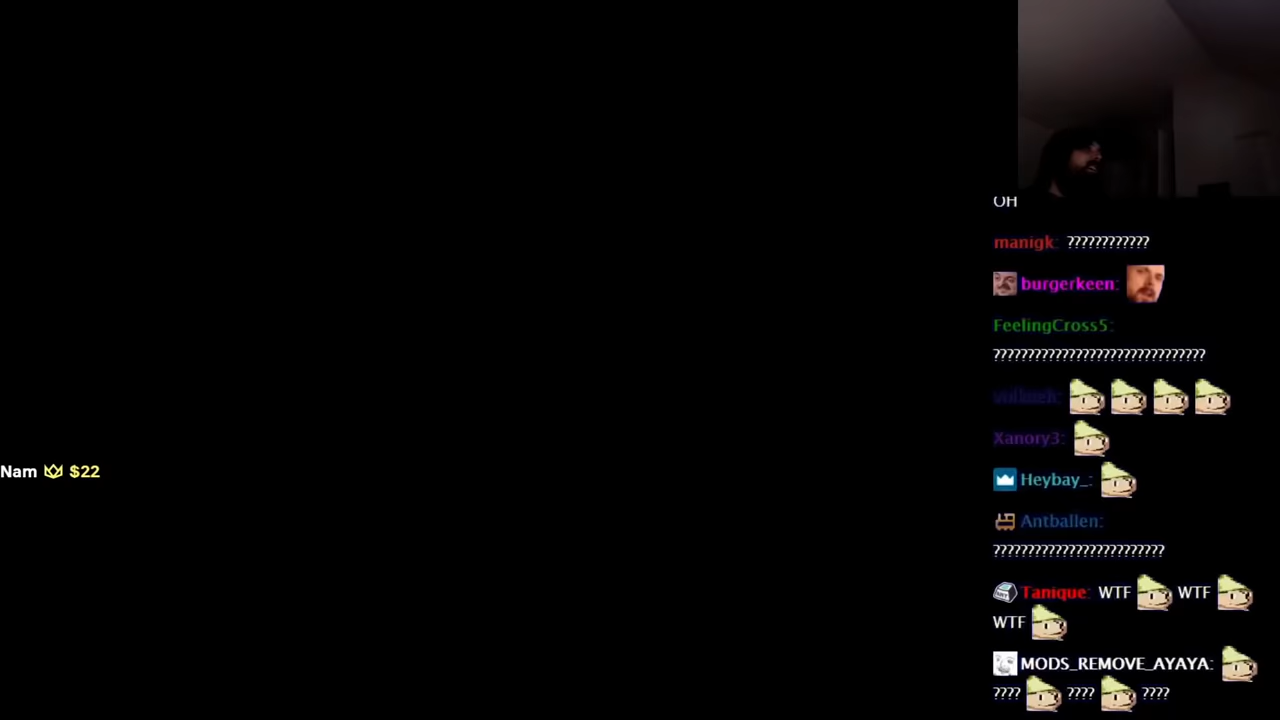 OH
manigk: ????????????
burgerkeen:
FeelingCross5:
???????????????????????????????
Xanory3:
Nam $22
Heybay_:
Antballen:
?????????????????????????
Tanique: WTF WTF
WTF
MODS_REMOVE_AYAYA:
???? ???? ????